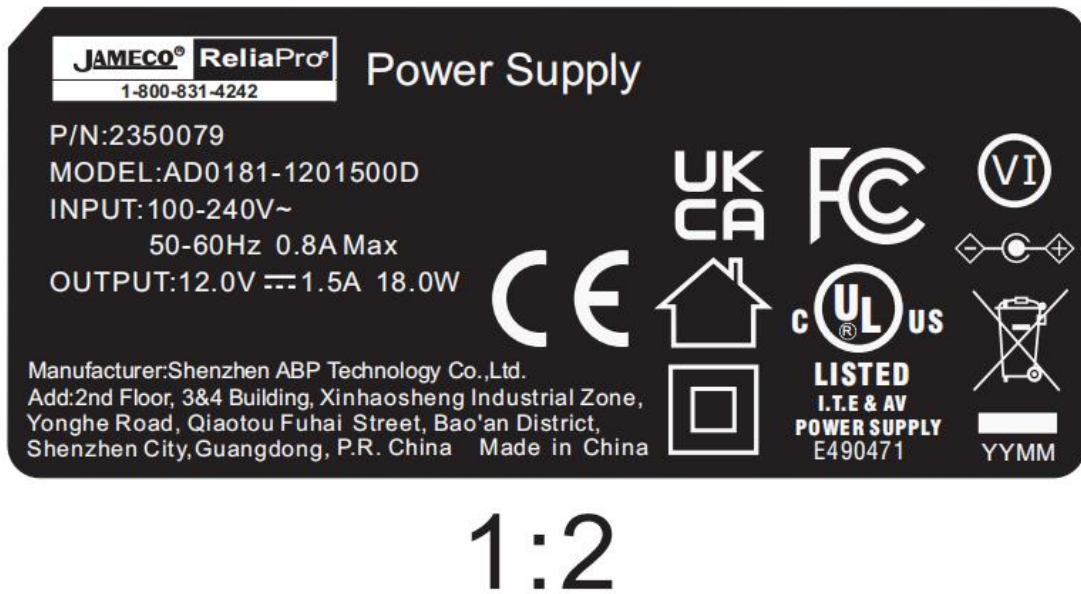 JAMECO® ReliaPro®
1-800-831-4242
Power Supply
P/N:2350079
MODEL:AD0181-1201500D
INPUT:100-240V~
50-60Hz 0.8A Max
OUTPUT:12.0V ⎓ 1.5A 18.0W
Manufacturer:Shenzhen ABP Technology Co.,Ltd.
Add:2nd Floor, 3&4 Building, Xinhaosheng Industrial Zone,
Yonghe Road, Qiaotou Fuhai Street, Bao'an District,
Shenzhen City,Guangdong, P.R. China Made in China
CE
UK
CA
FC
C UL® US
LISTED
I.T.E & AV
POWER SUPPLY
E490471
VI
YYMM
1:2